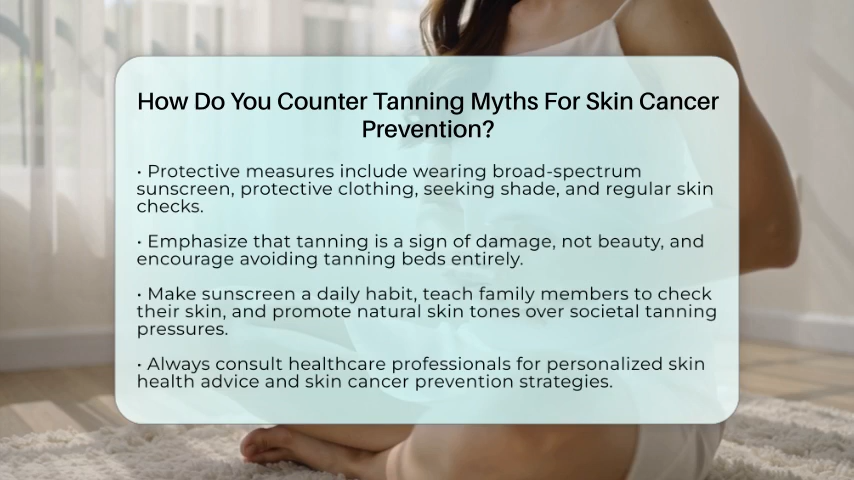 How Do You Counter Tanning Myths For Skin Cancer
Prevention?
• Protective measures include wearing broad-spectrum
sunscreen, protective clothing, seeking shade, and regular skin
checks.
• Emphasize that tanning is a sign of damage, not beauty, and
encourage avoiding tanning beds entirely.
• Make sunscreen a daily habit, teach family members to check
their skin, and promote natural skin tones over societal tanning
pressures.
• Always consult healthcare professionals for personalized skin
health advice and skin cancer prevention strategies.